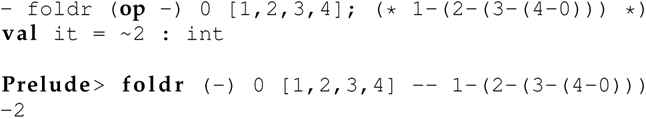 - foldr (op -) 0 [1,2,3,4]; (* 1-(2-(3-(4-0))) *)
val it = ~2 : int
Prelude> foldr (-) 0 [1,2,3,4] -- 1-(2-(3-(4-0)))
-2